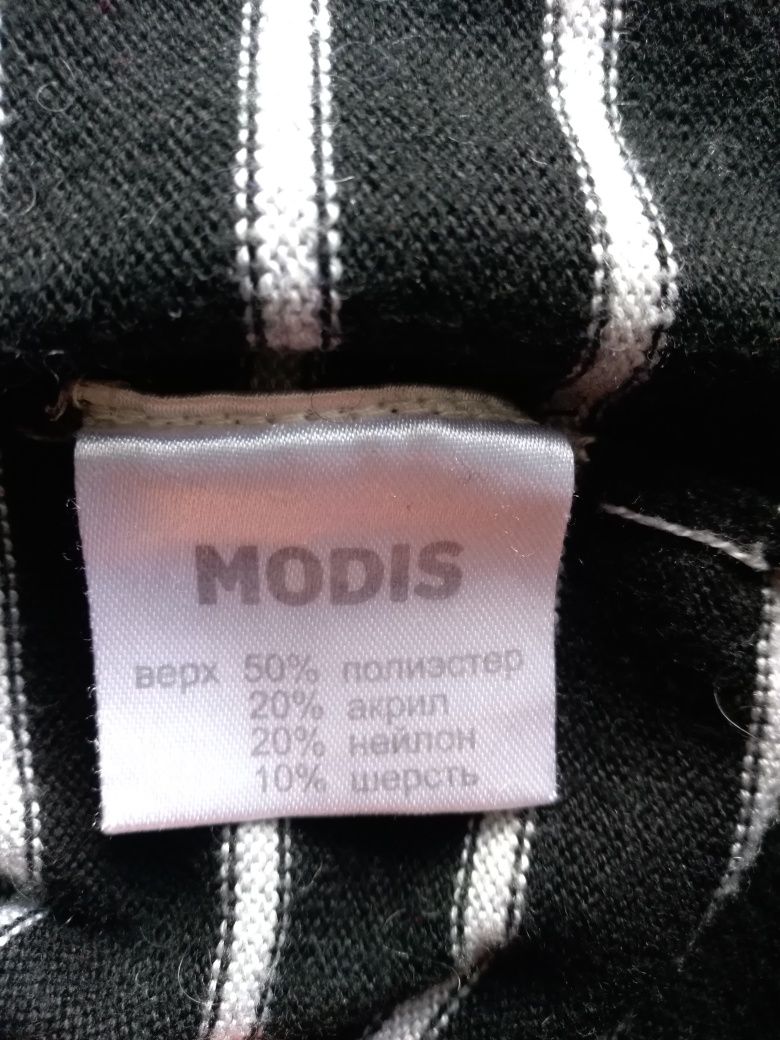 MODIS
верх 50% полиэстер
20% акрил
20% нейлон
10% шерсть